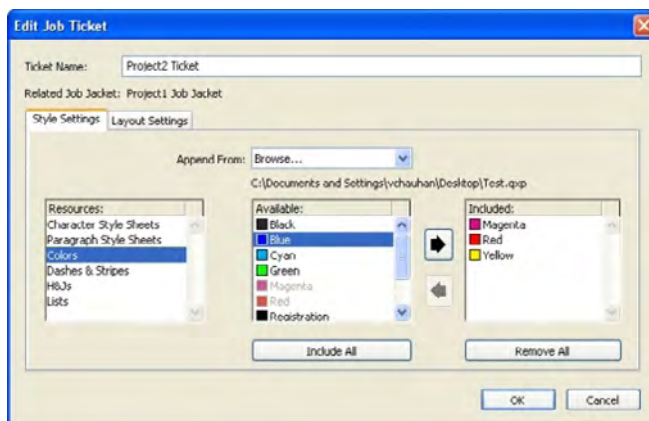 Edit Job Ticket
Ticket Name: Project2 Ticket
Related Job Jacket: Project1 Job Jacket
Style Settings Layout Settings
Append From: Browse...
C:\Documents and Settings\vchauhan\Desktop\Test.qxp
Resources:
Character Style Sheets
Paragraph Style Sheets
Colors
Dashes & Stripes
H&Js
Lists
Available:
Black
Blue
Cyan
Green
Magenta
Red
Registration
Included:
Magenta
Red
Yellow
Include All
Remove All
OK Cancel